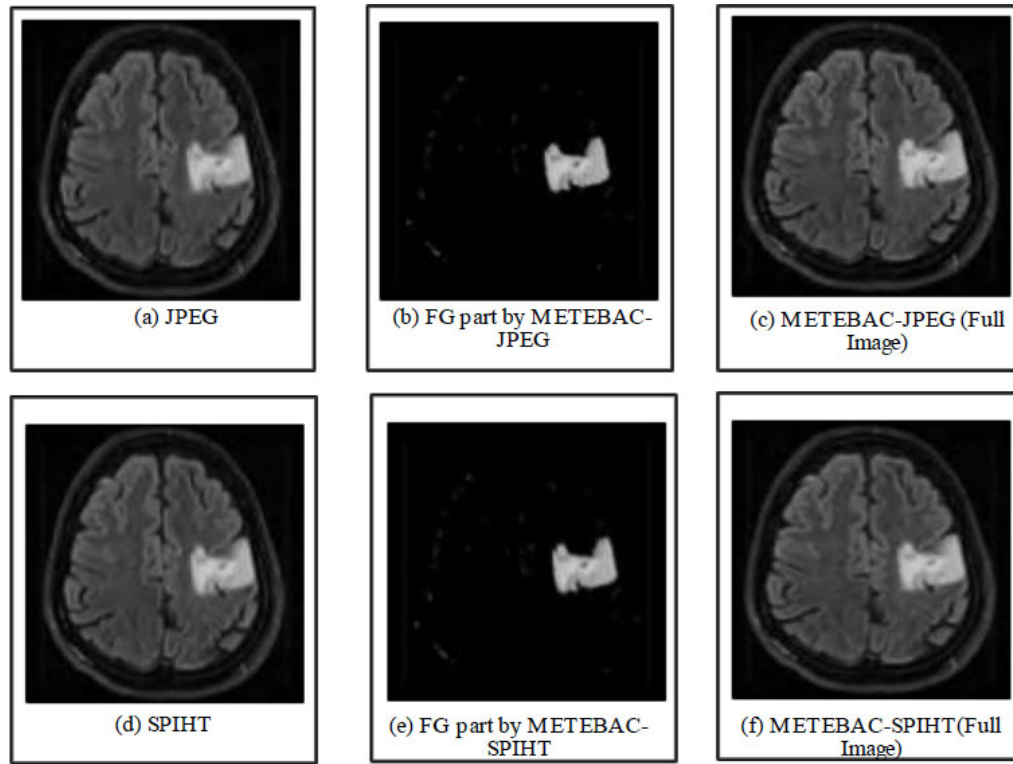 (a) JPEG
(b) FG part by METEBAC-
JPEG
(c) METEBAC-JPEG (Full
Image)
(d) SPIHT
(e) FG part by METEBAC-
SPIHT
(f) METEBAC-SPIHT(Full
Image)